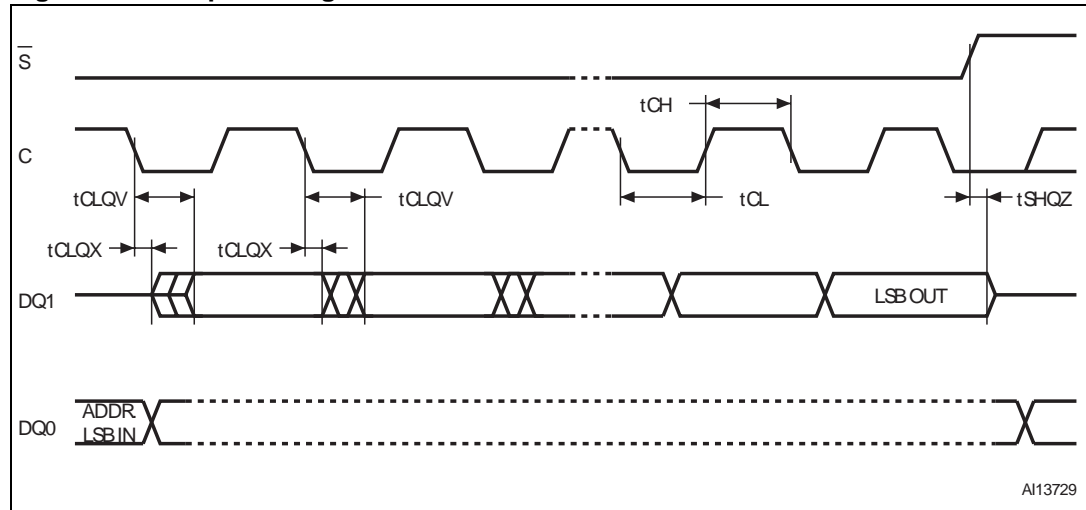 S
tCH
C
tCLQV
tCLQV
tCL
tSHQZ
tCLQX
tCLQX
DQ1
LSB OUT
DQ0
ADDR.
LSB IN
AI13729